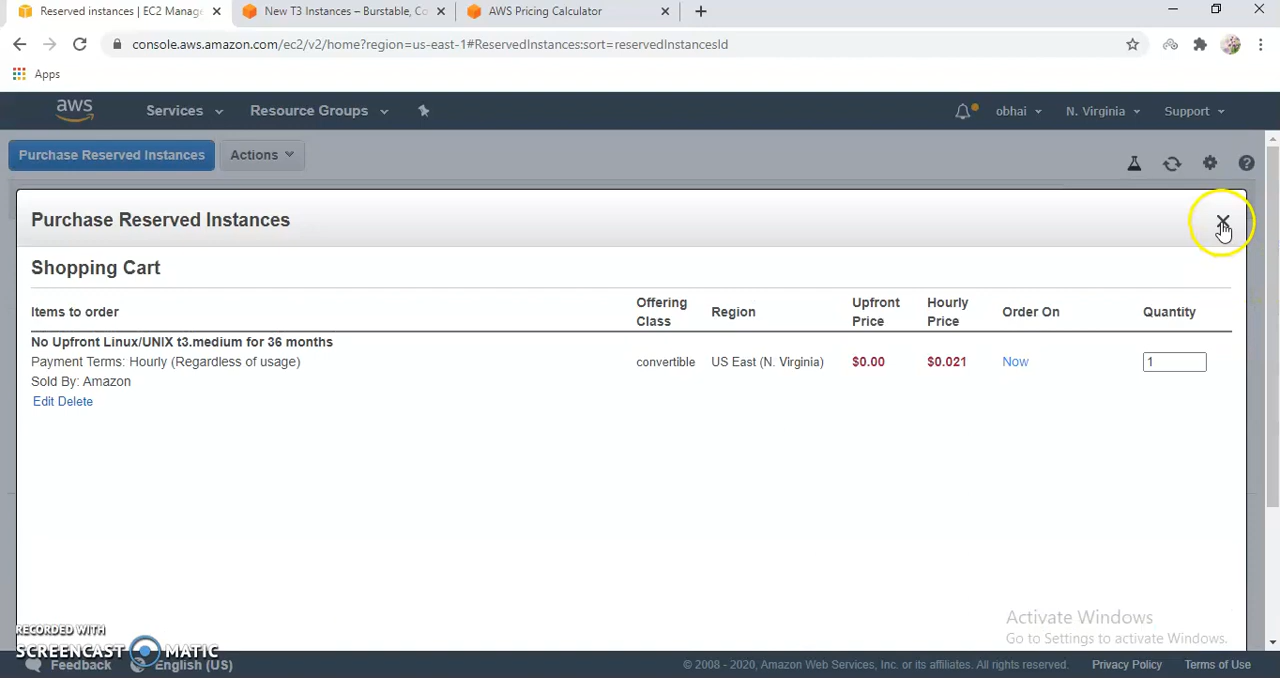 Reserved instances | EC2 Manag
New T3 Instances – Burstable, Co
AWS Pricing Calculator
console.aws.amazon.com/ec2/v2/home?region=us-east-1#ReservedInstances:sort=reservedInstancesId
Apps
aws
Services
Resource Groups
obhai
N. Virginia
Support
Purchase Reserved Instances
Actions
Purchase Reserved Instances
Shopping Cart
Items to order
Offering Class
Region
Upfront Price
Hourly Price
Order On
Quantity
No Upfront Linux/UNIX t3.medium for 36 months
Payment Terms: Hourly (Regardless of usage)
convertible
US East (N. Virginia)
$0.00
$0.021
Now
1
Sold By: Amazon
Edit Delete
Activate Windows
Go to Settings to activate Windows.
RECORDED WITH
SCREENCAST MATIC
Feedback
English (US)
© 2008 - 2020, Amazon Web Services, Inc. or its affiliates. All rights reserved.
Privacy Policy
Terms of Use